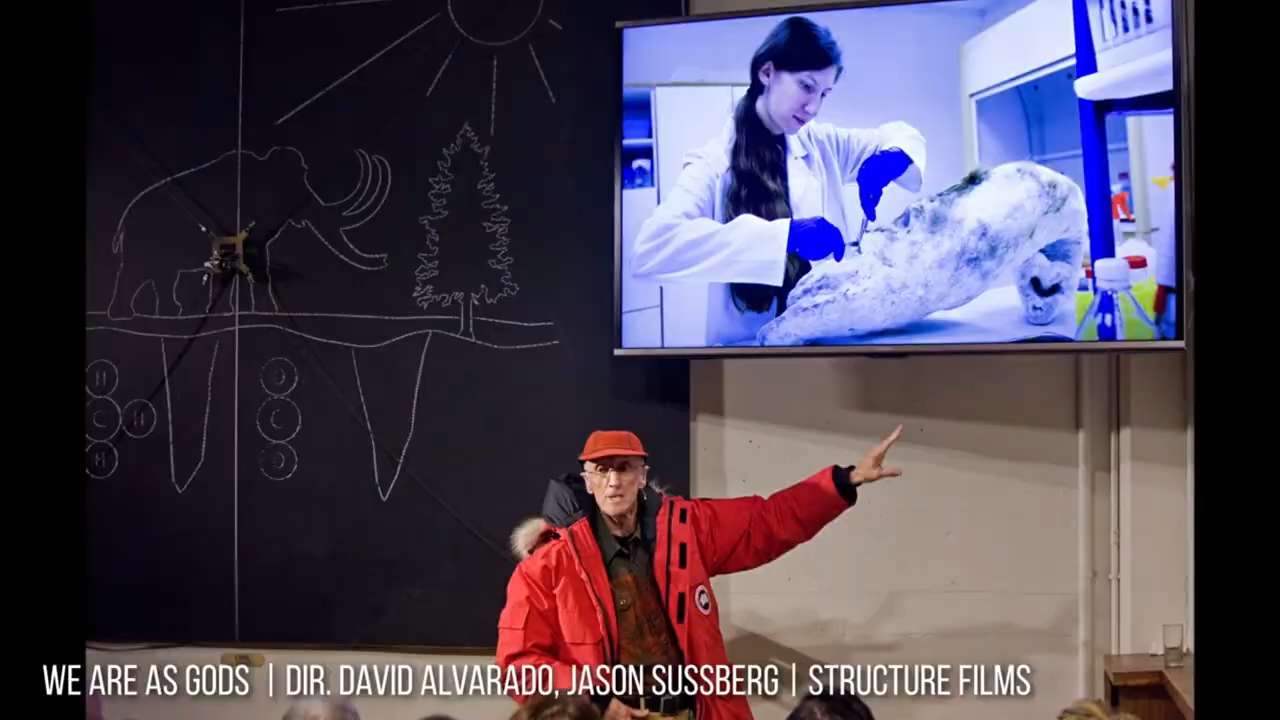 H
C H
H
O
C
O
WE ARE AS GODS | DIR. DAVID ALVARADO, JASON SUSSBERG | STRUCTURE FILMS